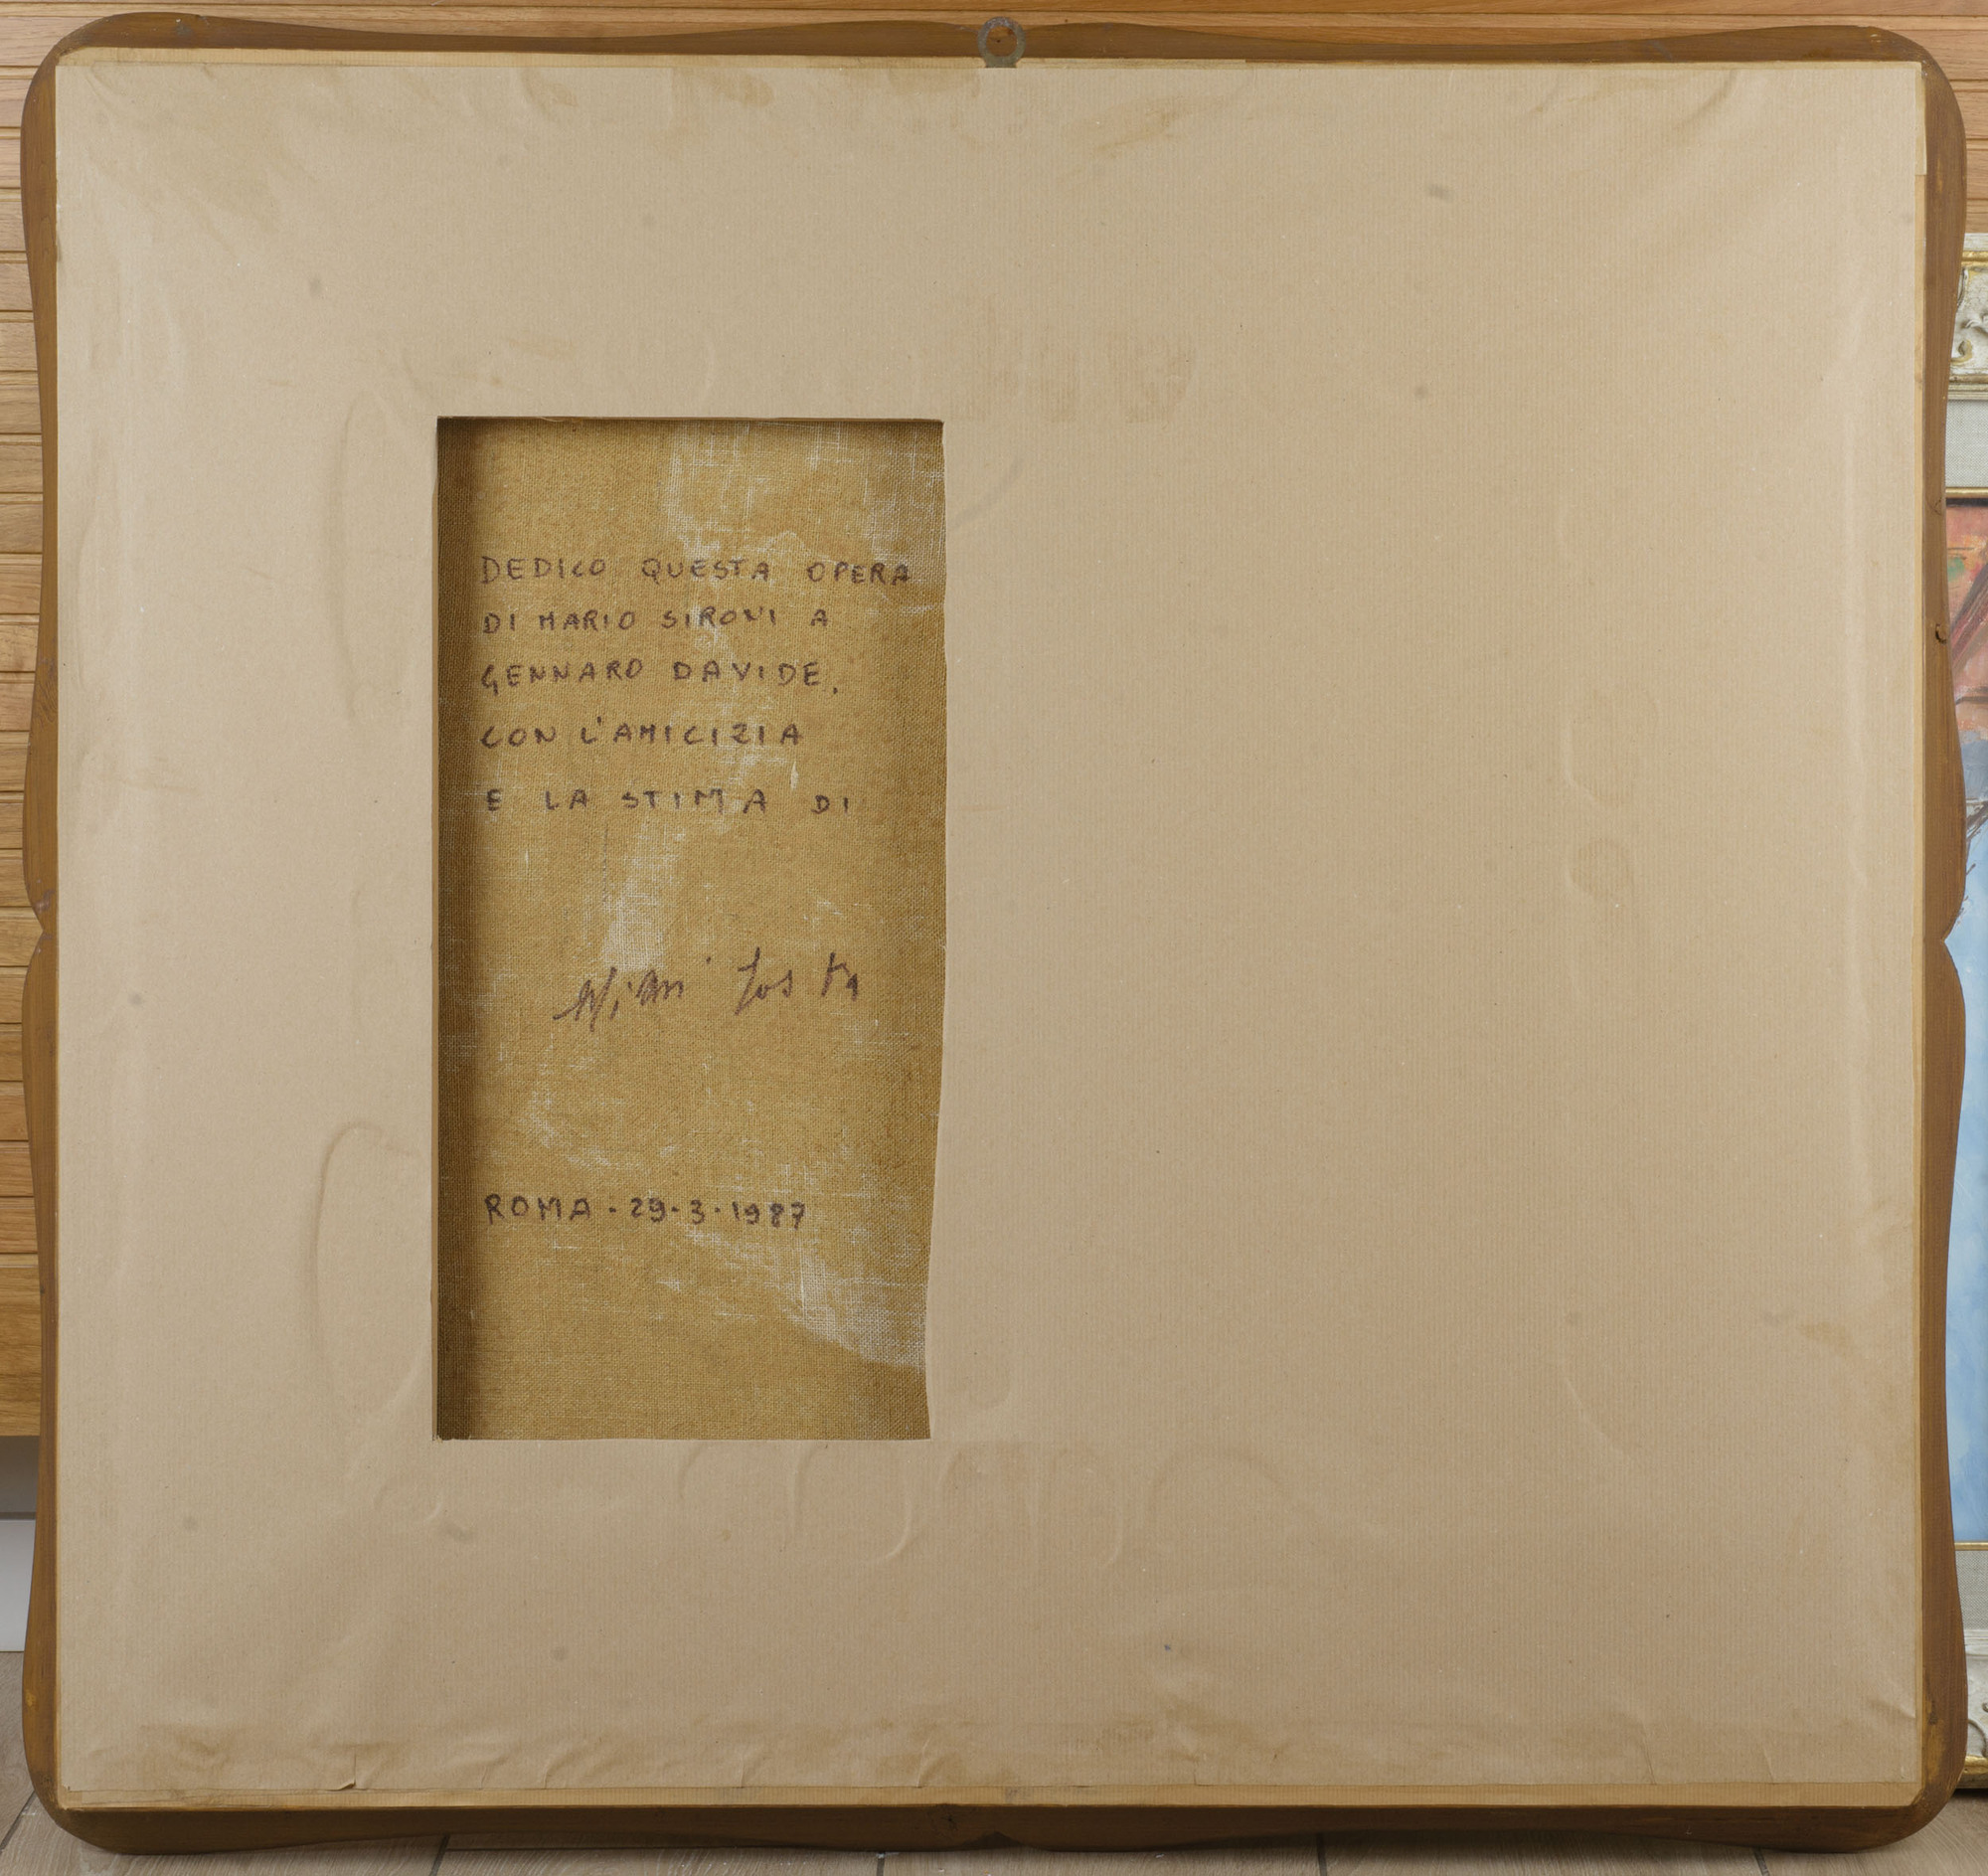 DEDICO QUESTA OPERA
DI MARIO SIRONI A
GENNARO DAVIDE,
CON L'AMICIZIA
E LA STIMA DI
ROMA - 29-3-1987